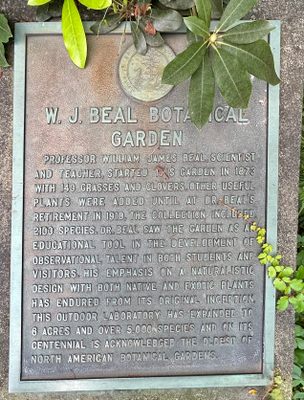 W. J. BEAL BOTANICAL
GARDEN
PROFESSOR WILLIAM JAMES BEAL, SCIENTIST
AND TEACHER, STARTED THIS GARDEN IN 1873
WITH 140 GRASSES AND CLOVERS. OTHER USEFUL
PLANTS WERE ADDED UNTIL AT DR. BEAL'S
RETIREMENT IN 1910, THE COLLECTION INCLUDED
2100 SPECIES. DR. BEAL SAW THE GARDEN AS AN
EDUCATIONAL TOOL IN THE DEVELOPMENT OF
OBSERVATIONAL TALENT IN BOTH STUDENTS AND
VISITORS. HIS EMPHASIS ON A NATURALISTIC
DESIGN WITH BOTH NATIVE AND EXOTIC PLANTS
HAS ENDURED FROM ITS ORIGINAL INCEPTION.
THIS OUTDOOR LABORATORY HAS EXPANDED TO
6 ACRES AND OVER 5,000 SPECIES AND ON ITS
CENTENNIAL IS ACKNOWLEDGED THE OLDEST OF
NORTH AMERICAN BOTANICAL GARDENS.